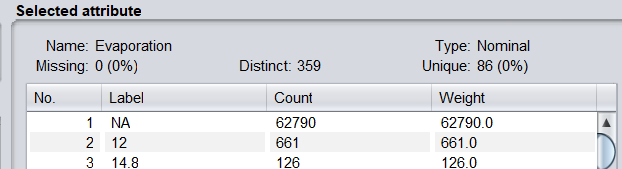 Selected attribute
Name: Evaporation Type: Nominal
Missing: 0 (0%) Distinct: 359 Unique: 86 (0%)
No. Label Count Weight
1 NA 62790 62790.0
2 12 661 661.0
3 14.8 126 126.0